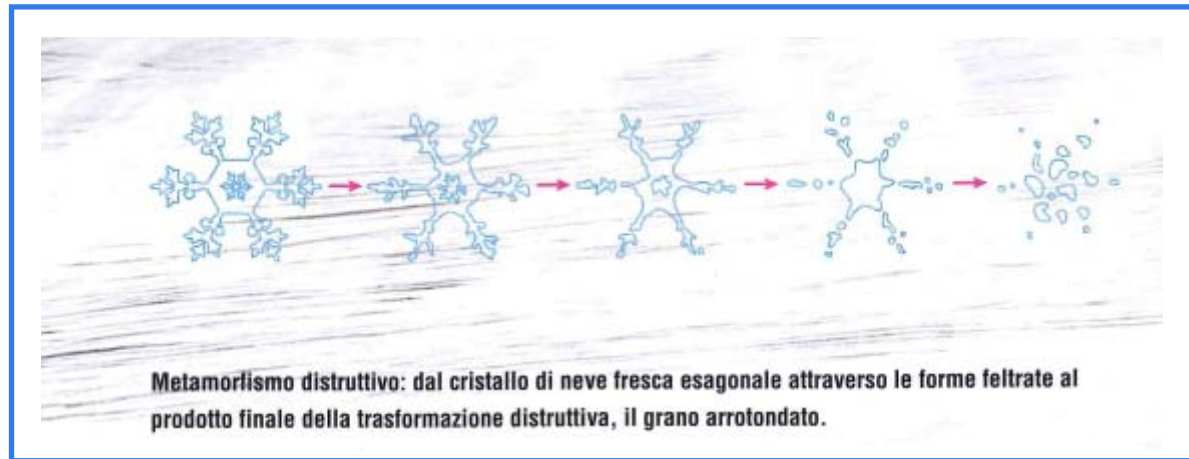 Metamorfismo distruttivo: dal cristallo di neve fresca esagonale attraverso le forme feltrate al
prodotto finale della trasformazione distruttiva, il grano arrotondato.